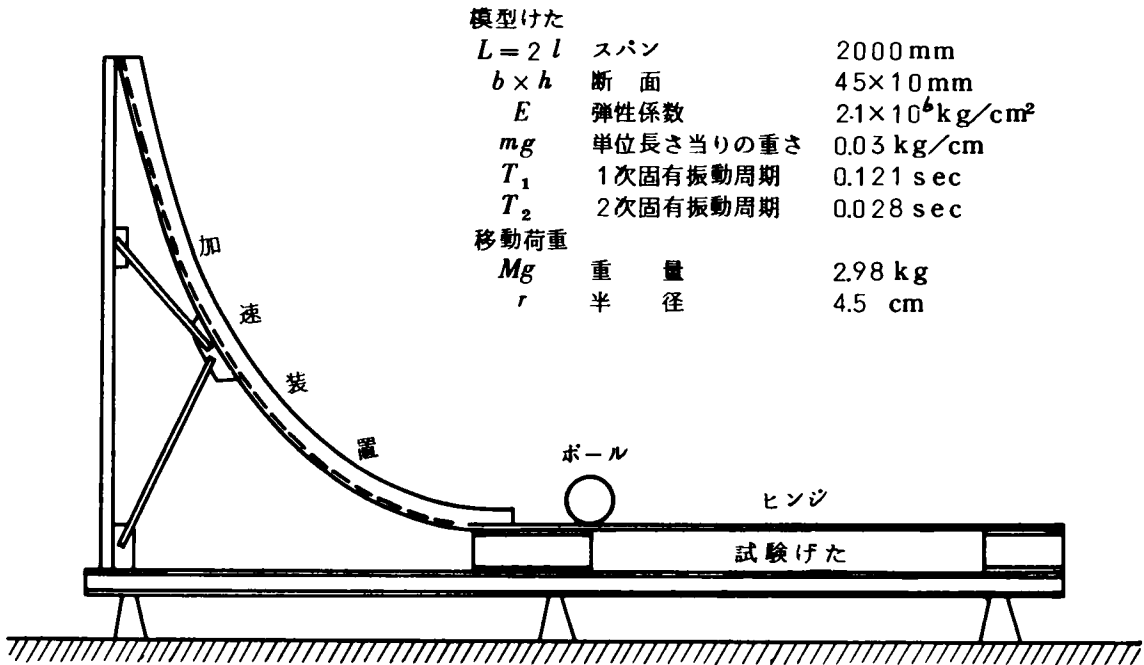 模型けた
L = 2 l スパン 2000 mm
b × h 断 面 45×10 mm
E 弾性係数 2.1×10⁶ kg/cm²
mg 単位長さ当りの重さ 0.03 kg/cm
T₁ 1次固有振動周期 0.121 sec
T₂ 2次固有振動周期 0.028 sec
移動荷重
Mg 重 量 2.98 kg
r 半 径 4.5 cm
加速装置
ボール
ヒンジ
試験げた